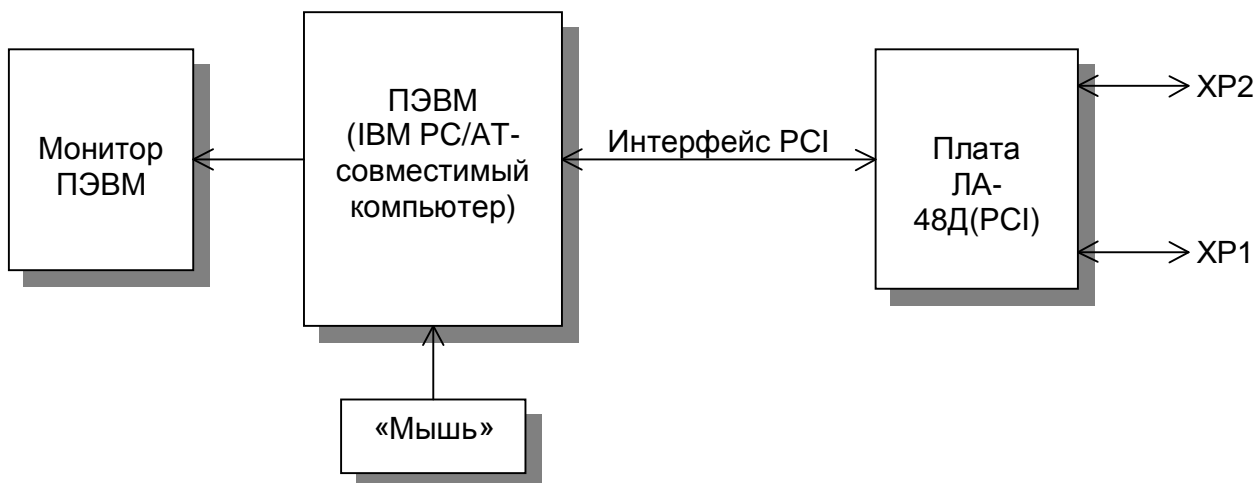 Монитор
ПЭВМ
ПЭВМ
(IBM PC/AT-
совместимый
компьютер)
Интерфейс PCI
Плата
ЛА-
48Д(PCI)
XP2
XP1
«Мышь»